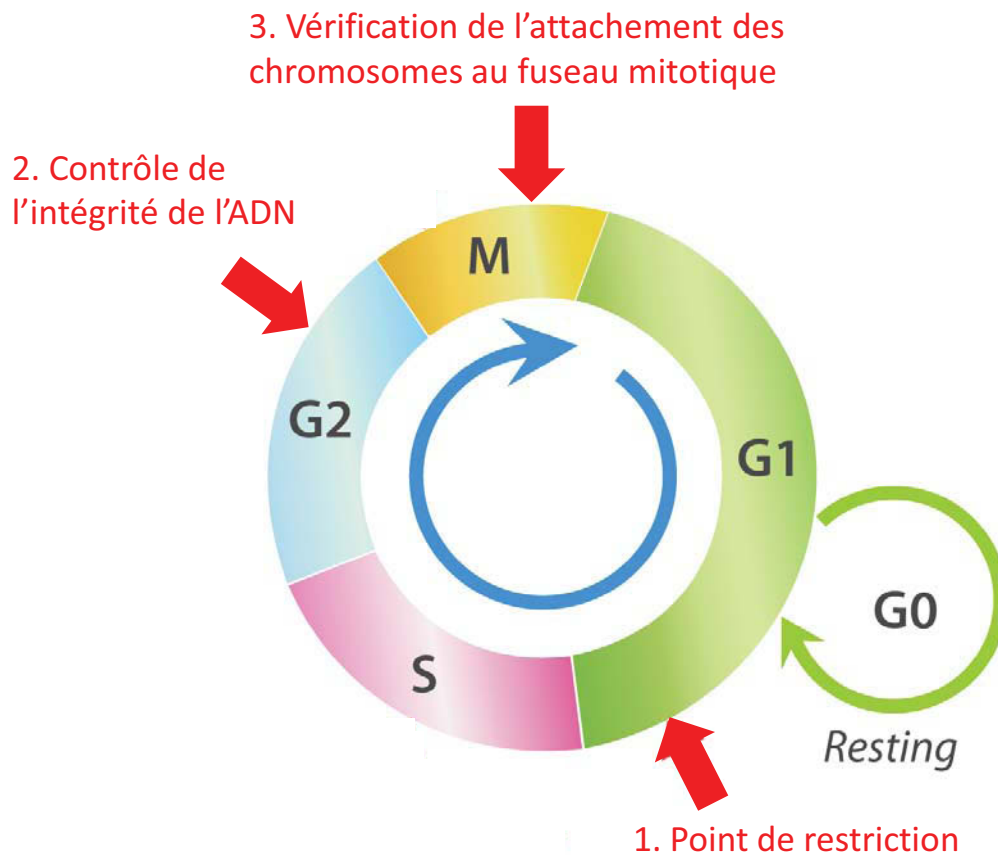 3. Vérification de l’attachement des
chromosomes au fuseau mitotique
2. Contrôle de
l’intégrité de l’ADN
M
G2
G1
G0
S
Resting
1. Point de restriction